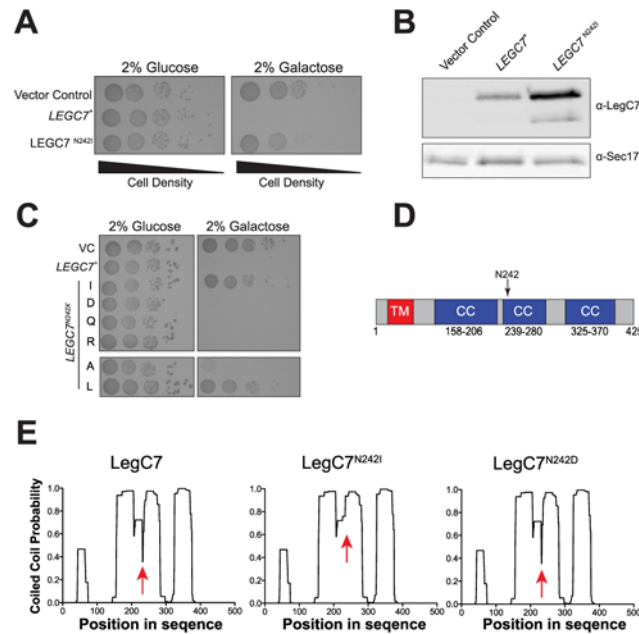 A
2% Glucose 2% Galactose
Vector Control
LEGC7+
LEGC7 N242I
Cell Density Cell Density
B
Vector Control LEGC7+ LEGC7 N242I
α-LegC7
α-Sec17
C
2% Glucose 2% Galactose
VC
LEGC7+
LEGC7N242X
I
D
Q
R
A
L
D
N242
TM CC CC CC
1 158-206 239-280 325-370 425
E
LegC7 LegC7N242I LegC7N242D
Coiled Coil Probability
1.0 1.0 1.0
0.8 0.8 0.8
0.6 0.6 0.6
0.4 0.4 0.4
0.2 0.2 0.2
0.0 0.0 0.0
0 100 200 300 400 500 0 100 200 300 400 500 0 100 200 300 400 500
Position in seqence Position in seqence Position in seqence